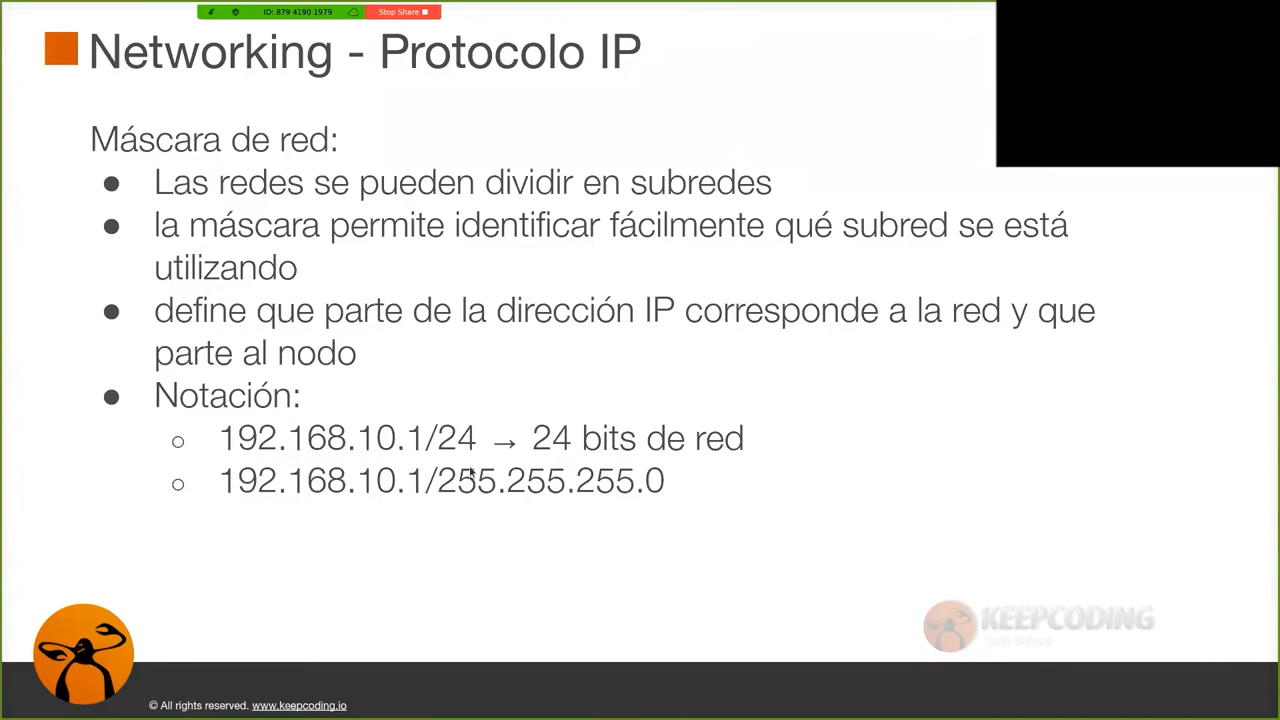 ID: 879 4190 1979 Stop Share
Networking - Protocolo IP
Máscara de red:
● Las redes se pueden dividir en subredes
● la máscara permite identificar fácilmente qué subred se está
utilizando
● define que parte de la dirección IP corresponde a la red y que
parte al nodo
● Notación:
○ 192.168.10.1/24 → 24 bits de red
○ 192.168.10.1/255.255.255.0
KEEPCODING
Tech School
© All rights reserved. www.keepcoding.io